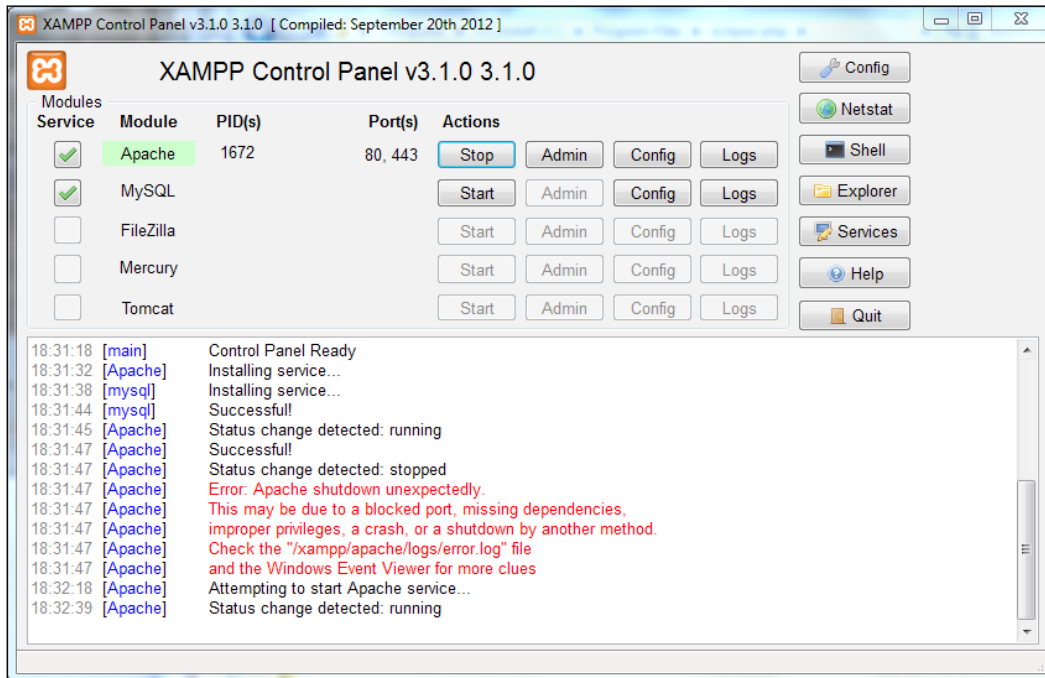 XAMPP Control Panel v3.1.0 3.1.0 [ Compiled: September 20th 2012 ]
XAMPP Control Panel v3.1.0 3.1.0
Config
Modules
Netstat
Service Module PID(s) Port(s) Actions
Apache 1672 80, 443 Stop Admin Config Logs
Shell
MySQL Start Admin Config Logs
Explorer
FileZilla Start Admin Config Logs
Services
Mercury Start Admin Config Logs
Help
Tomcat Start Admin Config Logs
Quit
18:31:18 [main] Control Panel Ready
18:31:32 [Apache] Installing service...
18:31:38 [mysql] Installing service...
18:31:44 [mysql] Successful!
18:31:45 [Apache] Status change detected: running
18:31:47 [Apache] Successful!
18:31:47 [Apache] Status change detected: stopped
18:31:47 [Apache] Error: Apache shutdown unexpectedly.
18:31:47 [Apache] This may be due to a blocked port, missing dependencies,
18:31:47 [Apache] improper privileges, a crash, or a shutdown by another method.
18:31:47 [Apache] Check the "/xampp/apache/logs/error.log" file
18:31:47 [Apache] and the Windows Event Viewer for more clues
18:32:18 [Apache] Attempting to start Apache service...
18:32:39 [Apache] Status change detected: running